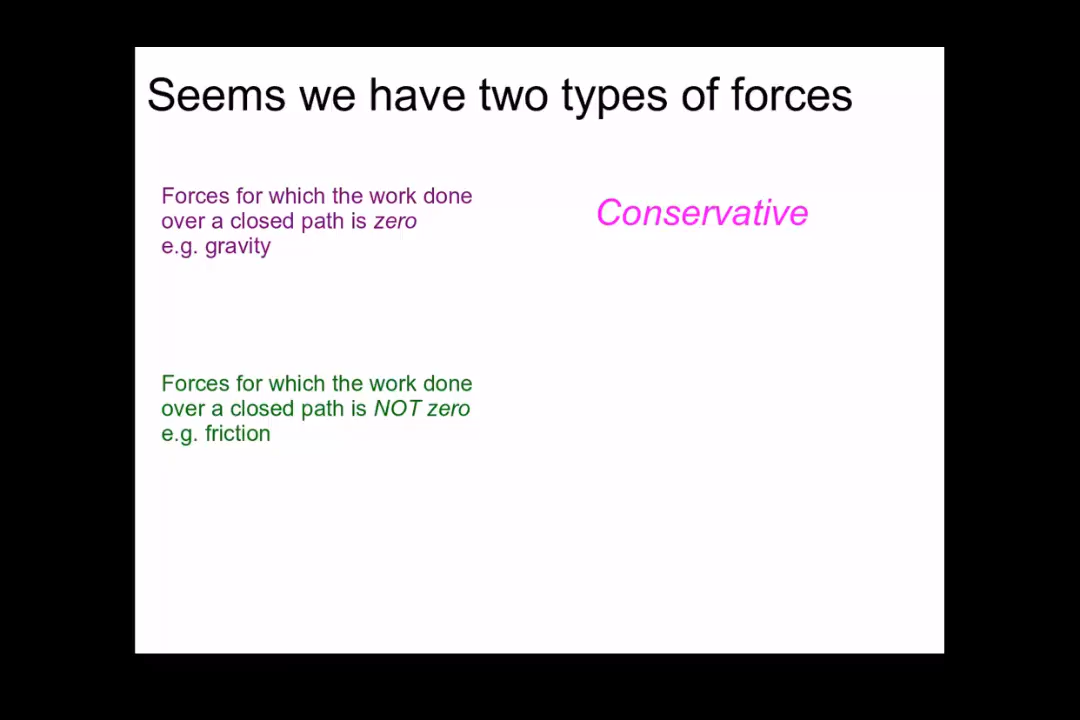 Seems we have two types of forces
Forces for which the work done
over a closed path is zero
e.g. gravity
Conservative
Forces for which the work done
over a closed path is NOT zero
e.g. friction